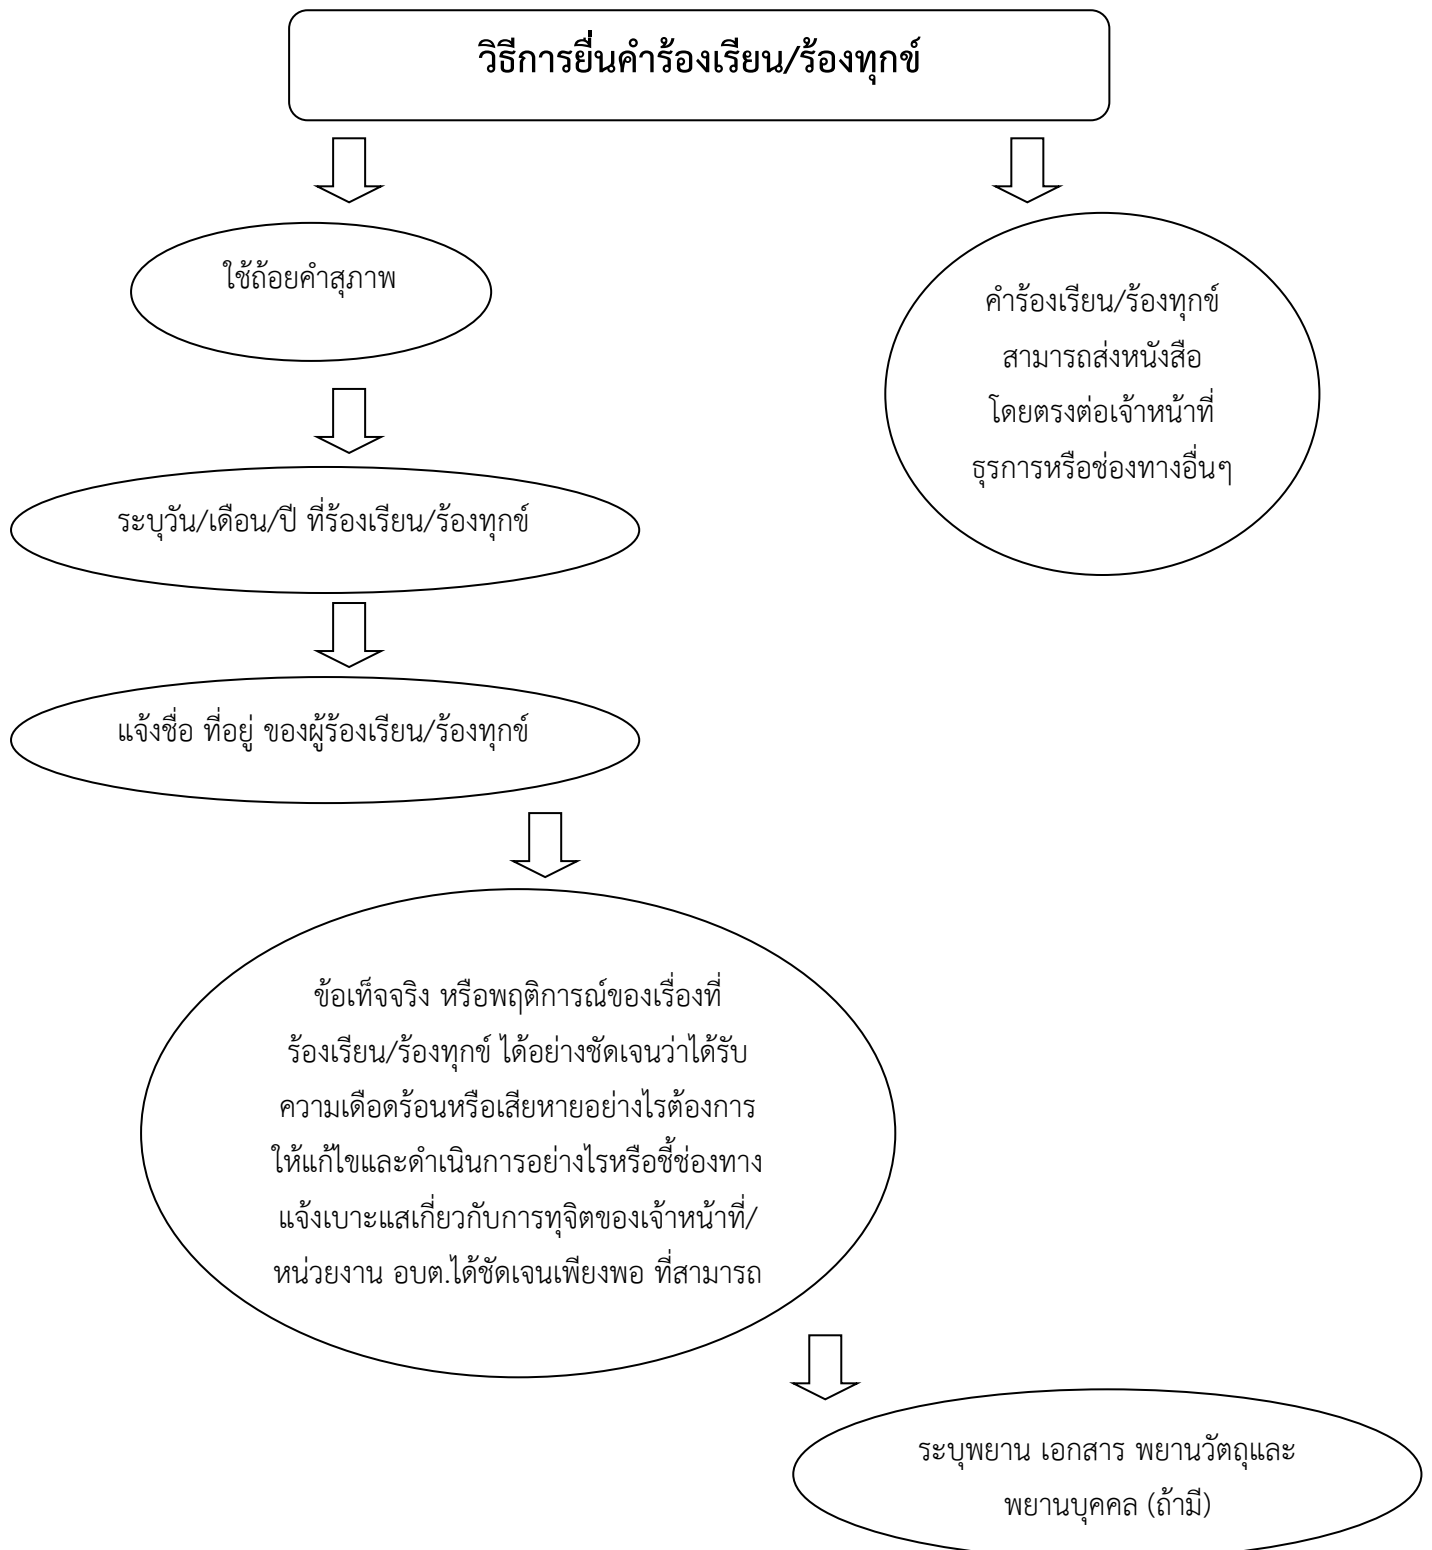 วิธีการยื่นคำร้องเรียน/ร้องทุกข์
ใช้ถ้อยคำสุภาพ
คำร้องเรียน/ร้องทุกข์
สามารถส่งหนังสือ
โดยตรงต่อเจ้าหน้าที่
ธุรการหรือช่องทางอื่นๆ
ระบุวัน/เดือน/ปี ที่ร้องเรียน/ร้องทุกข์
แจ้งชื่อ ที่อยู่ ของผู้ร้องเรียน/ร้องทุกข์
ข้อเท็จจริง หรือพฤติการณ์ของเรื่องที่
ร้องเรียน/ร้องทุกข์ ได้อย่างชัดเจนว่าได้รับ
ความเดือดร้อนหรือเสียหายอย่างไรต้องการ
ให้แก้ไขและดำเนินการอย่างไรหรือชี้ช่องทาง
แจ้งเบาะแสเกี่ยวกับการทุจิตของเจ้าหน้าที่/
หน่วยงาน อบต.ได้ชัดเจนเพียงพอ ที่สามารถ
ระบุพยาน เอกสาร พยานวัตถุและ
พยานบุคคล (ถ้ามี)